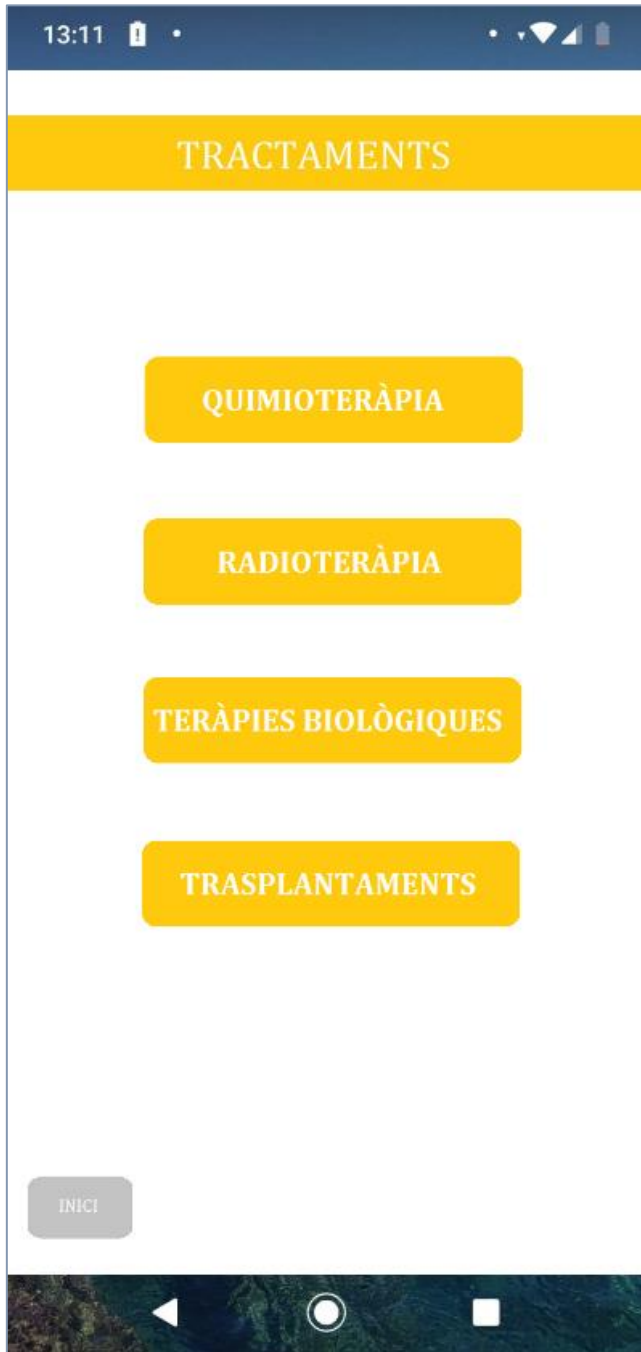 13:11
TRACTAMENTS
QUIMIOTERÀPIA
RADIOTERÀPIA
TERÀPIES BIOLÒGIQUES
TRASPLANTAMENTS
INICI